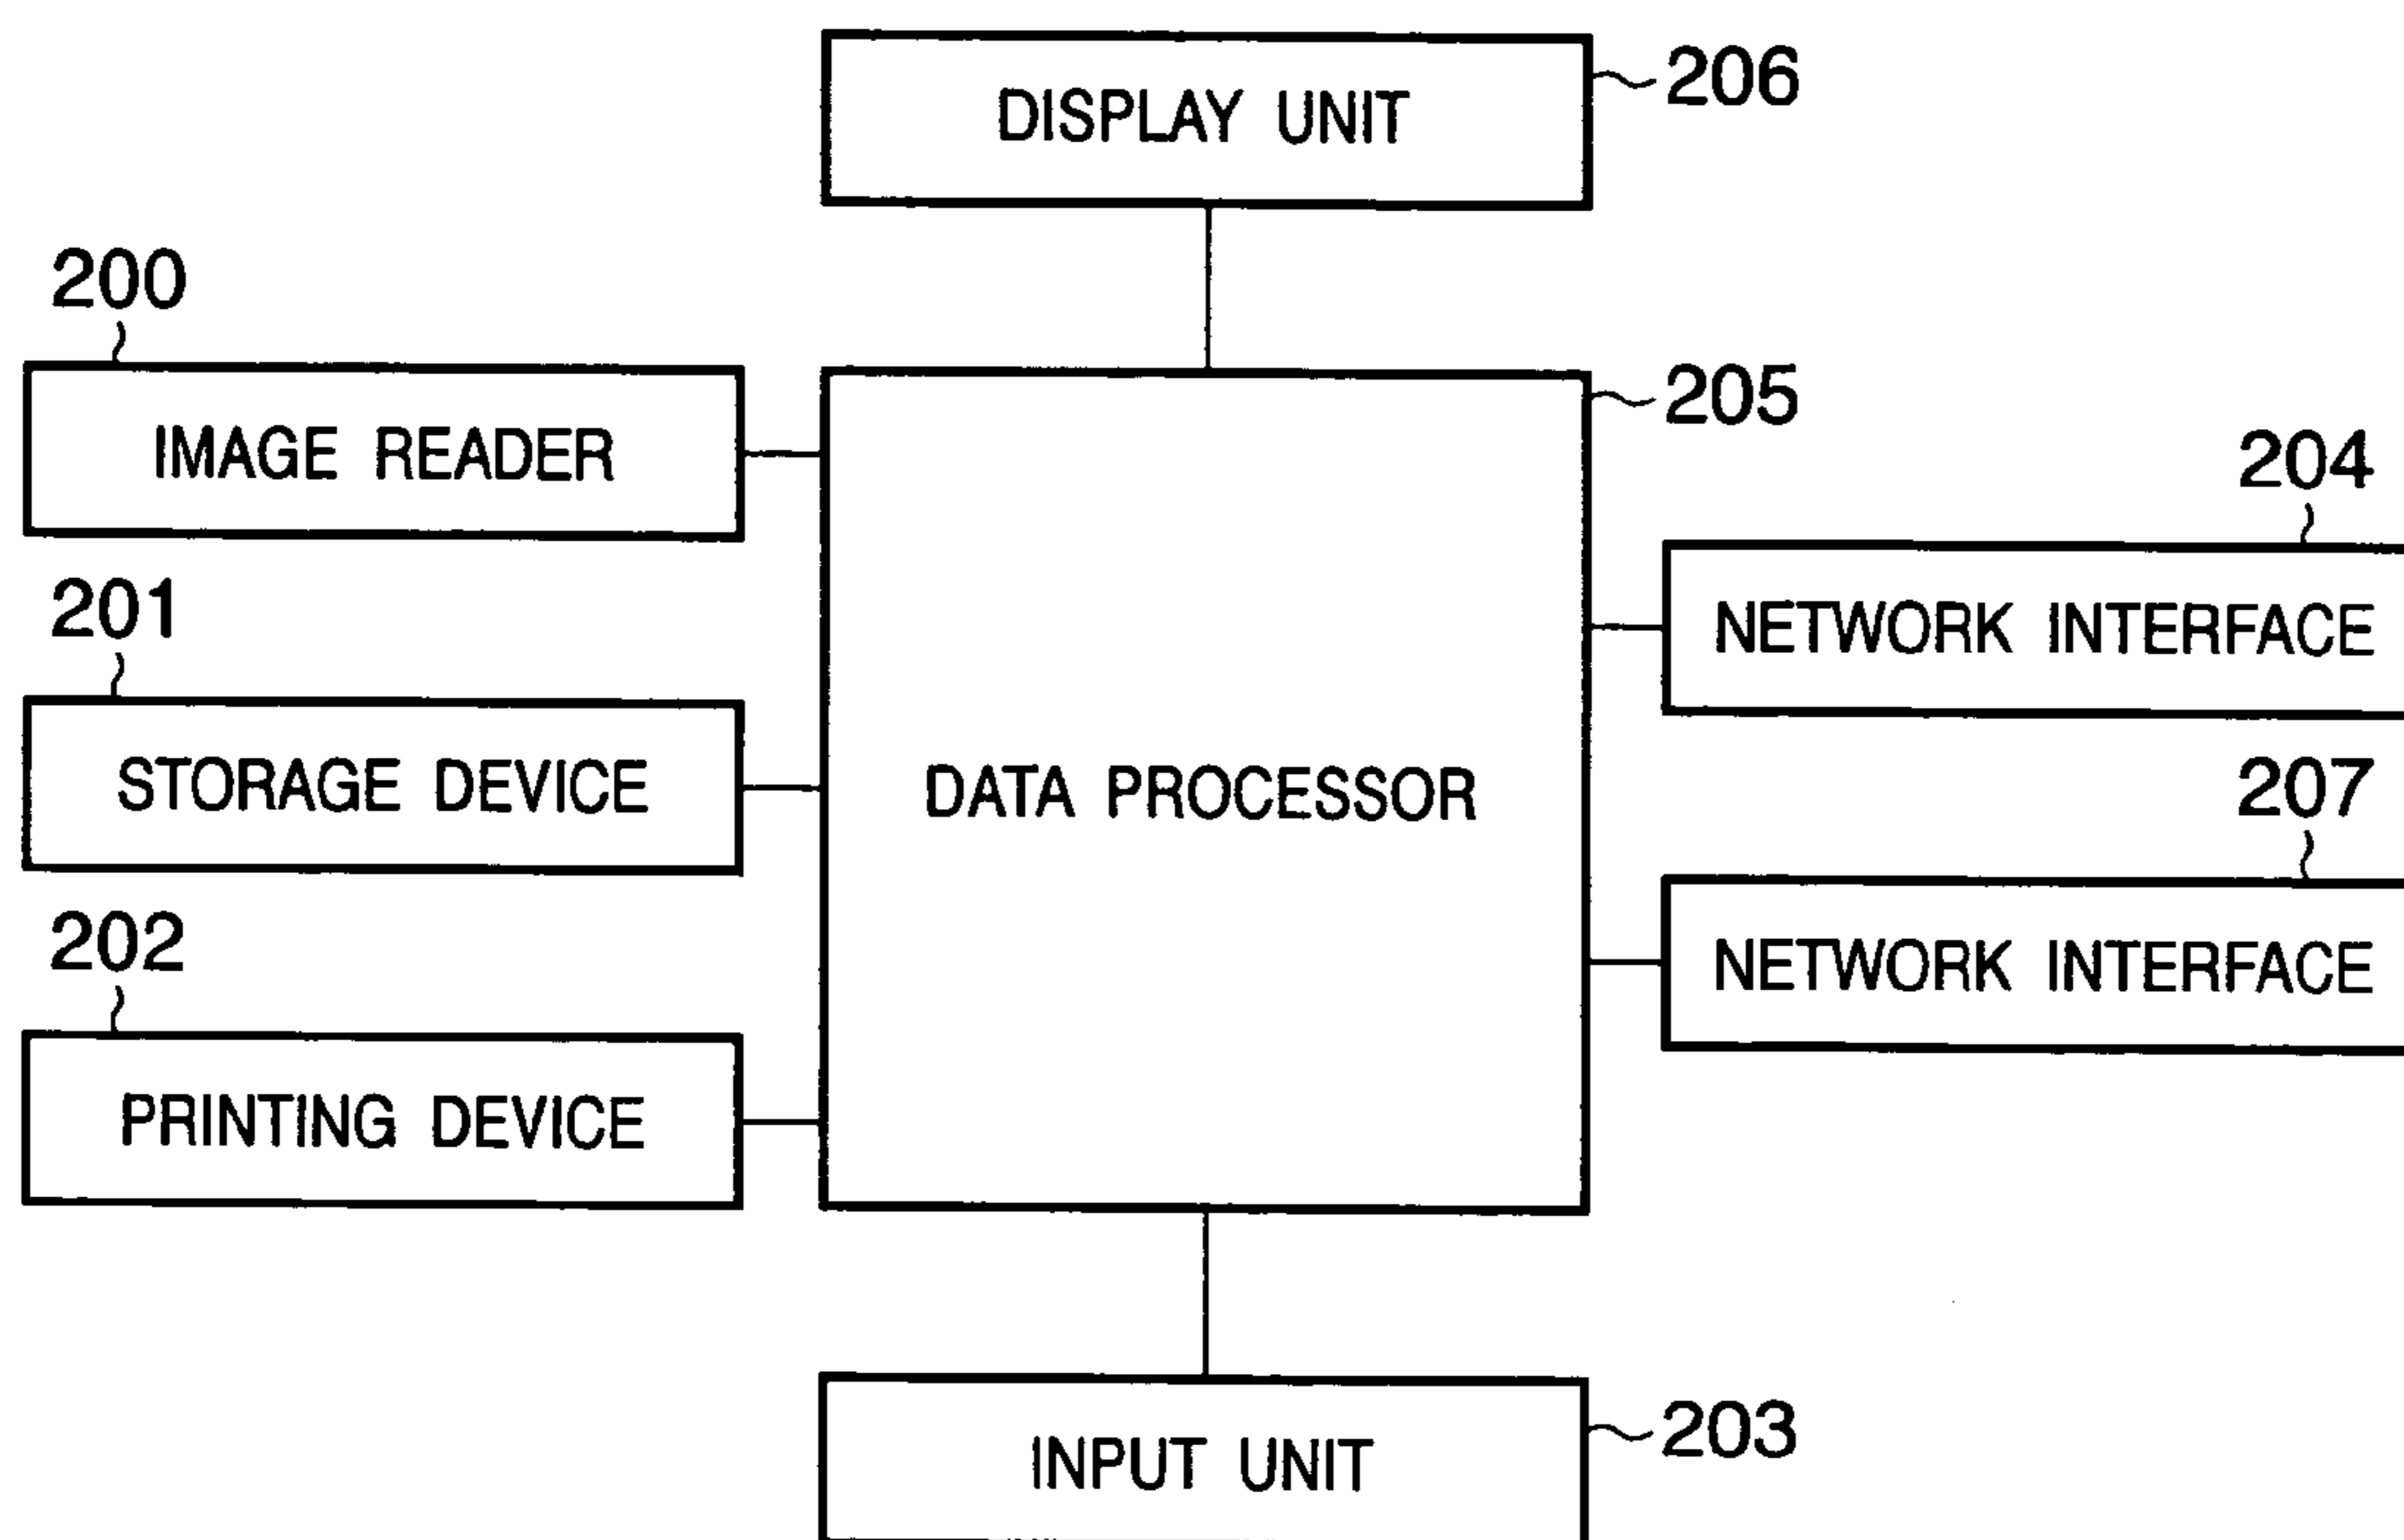 206
DISPLAY UNIT
200
205
IMAGE READER
204
NETWORK INTERFACE
201
STORAGE DEVICE
DATA PROCESSOR
207
202
NETWORK INTERFACE
PRINTING DEVICE
203
INPUT UNIT